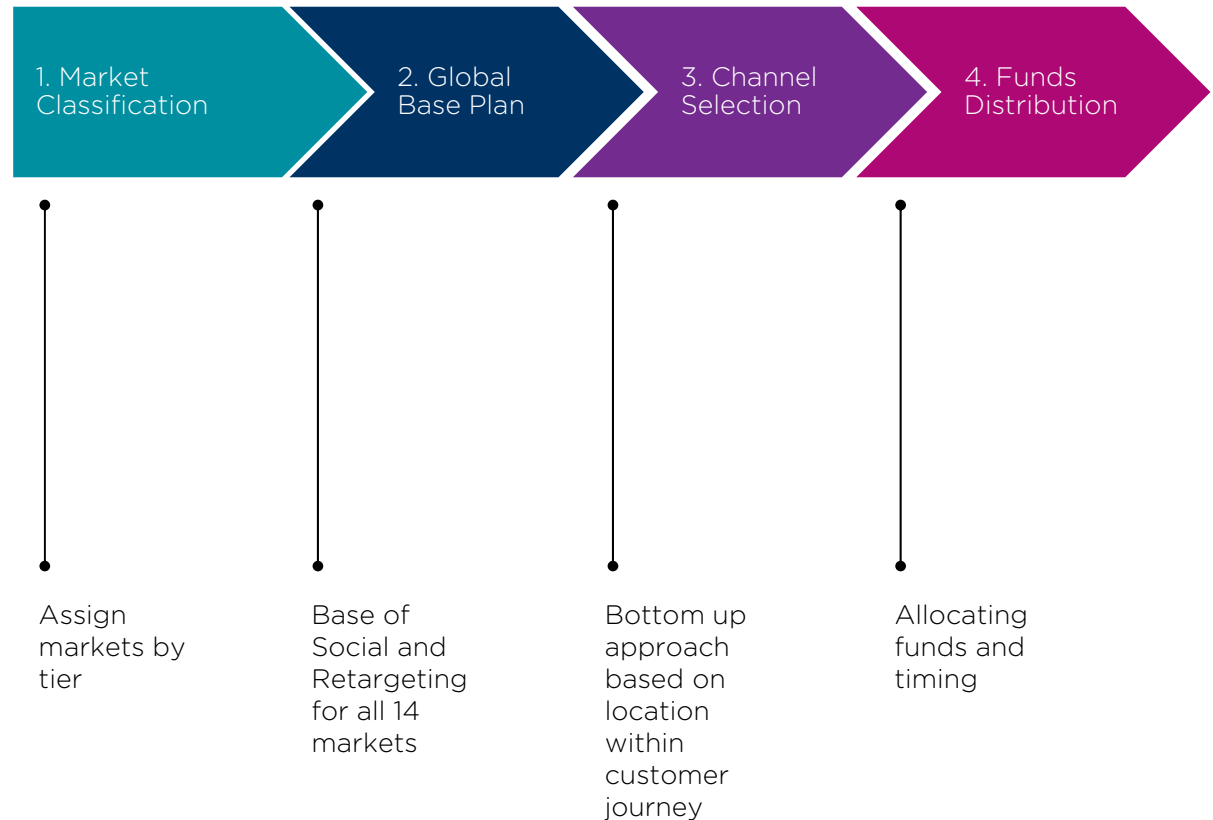 1. Market
Classification
2. Global
Base Plan
3. Channel
Selection
4. Funds
Distribution
Assign
markets by
tier
Base of
Social and
Retargeting
for all 14
markets
Bottom up
approach
based on
location
within
customer
journey
Allocating
funds and
timing